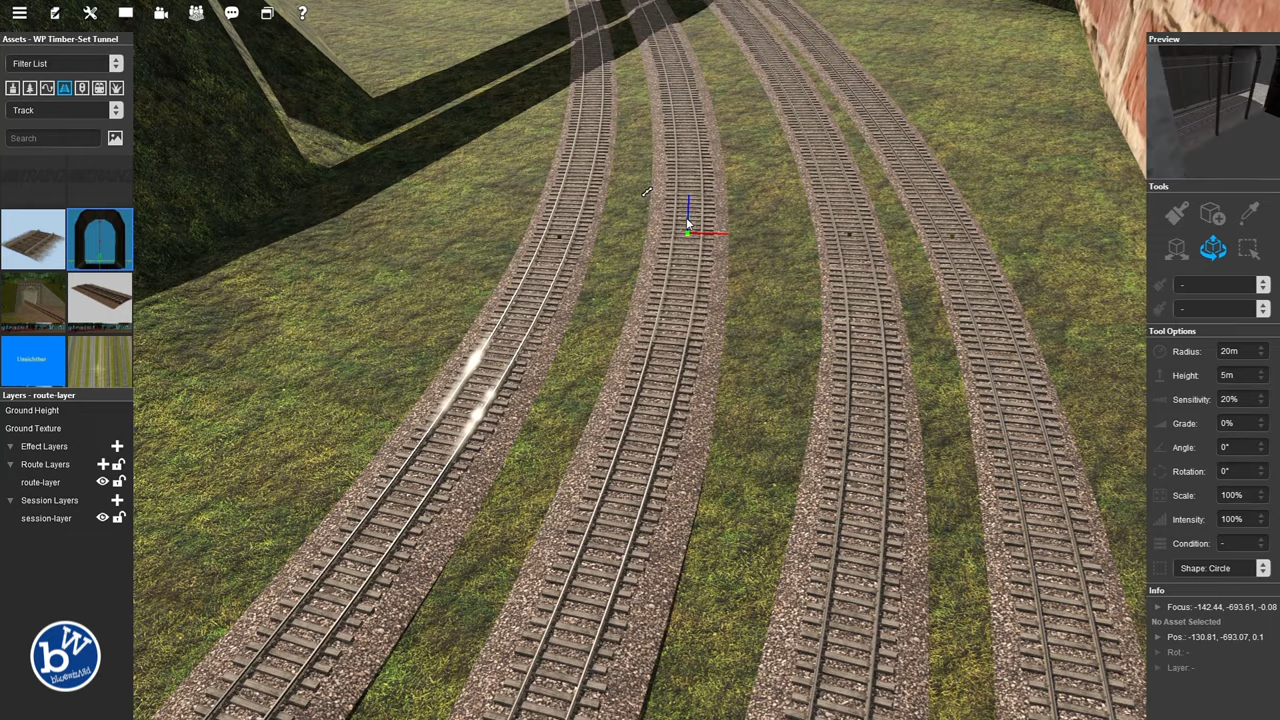 Assets - WP Timber-Set Tunnel
Filter List
Track
Search
Layers - route-layer
Ground Height
Ground Texture
Effect Layers
Route Layers
route-layer
Session Layers
session-layer
bW
bluewizard
Preview
Tools
-
-
Tool Options
Radius: 20m
Height: 5m
Sensitivity: 20%
Grade: 0%
Angle: 0°
Rotation: 0°
Scale: 100%
Intensity: 100%
Condition: -
Shape: Circle
Info
Focus: -142.44, -693.61, -0.08
No Asset Selected
Pos.: -130.81, -693.07, 0.1
Rot.: -
Layer: -